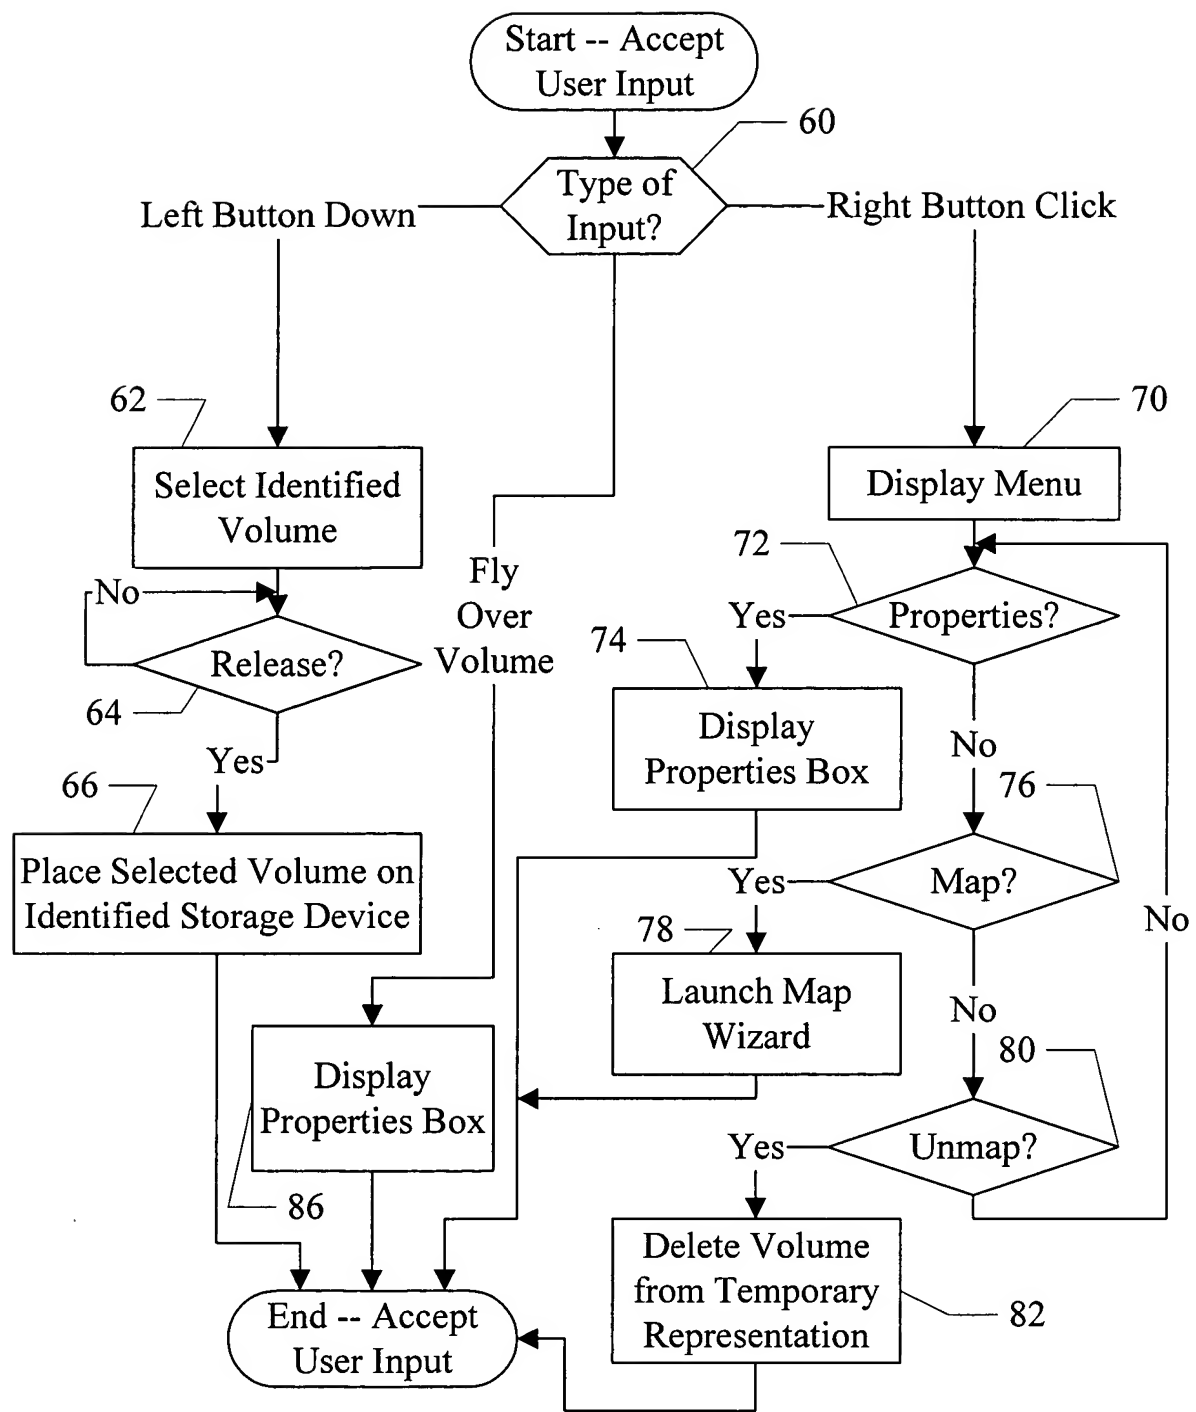 Start -- Accept
User Input
60
Type of
Input?
Left Button Down
Right Button Click
62
70
Select Identified
Volume
Display Menu
Fly
Over
Volume
72
No
Yes
Properties?
74
Release?
64
Display
Properties Box
No
Yes
66
76
Place Selected Volume on
Identified Storage Device
Yes
Map?
No
78
Launch Map
Wizard
No
80
Display
Properties Box
Yes
Unmap?
86
Delete Volume
from Temporary
Representation
82
End -- Accept
User Input